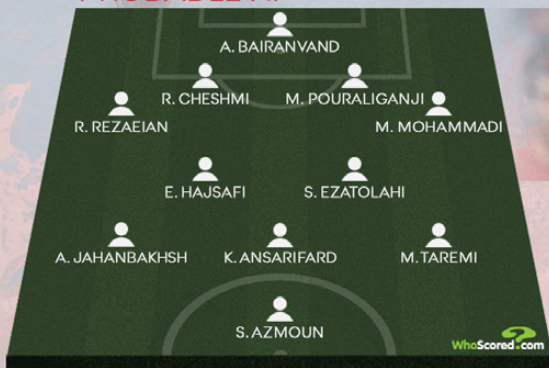 A. BAIRANVAND
R. CHESHMI M. POURALIGANJI
R. REZAEIAN M. MOHAMMADI
E. HAJSAFI S. EZATOLAHI
A. JAHANBAKHSH K. ANSARIFARD M. TAREMI
S. AZMOUN
WhoScored.com